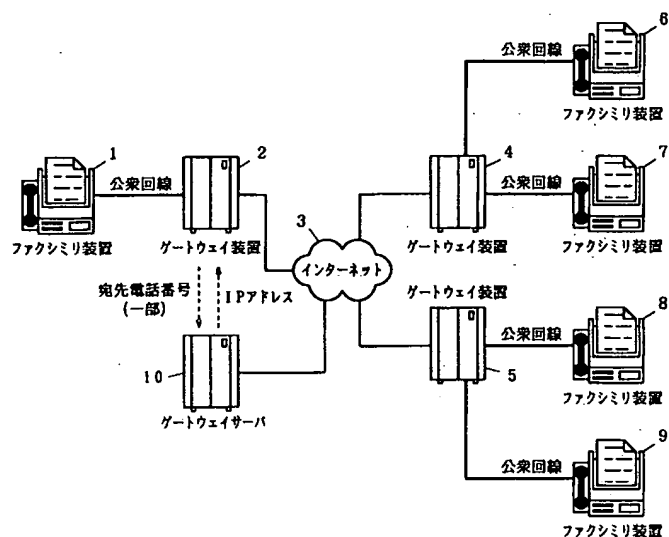 6
公衆回線
ファクシミリ装置
1
公衆回線
ファクシミリ装置
2
ゲートウェイ装置
3
インターネット
4
ゲートウェイ装置
公衆回線
7
ファクシミリ装置
宛先電話番号
(一部)
IPアドレス
10
ゲートウェイサーバ
ゲートウェイ装置
5
公衆回線
8
ファクシミリ装置
公衆回線
9
ファクシミリ装置